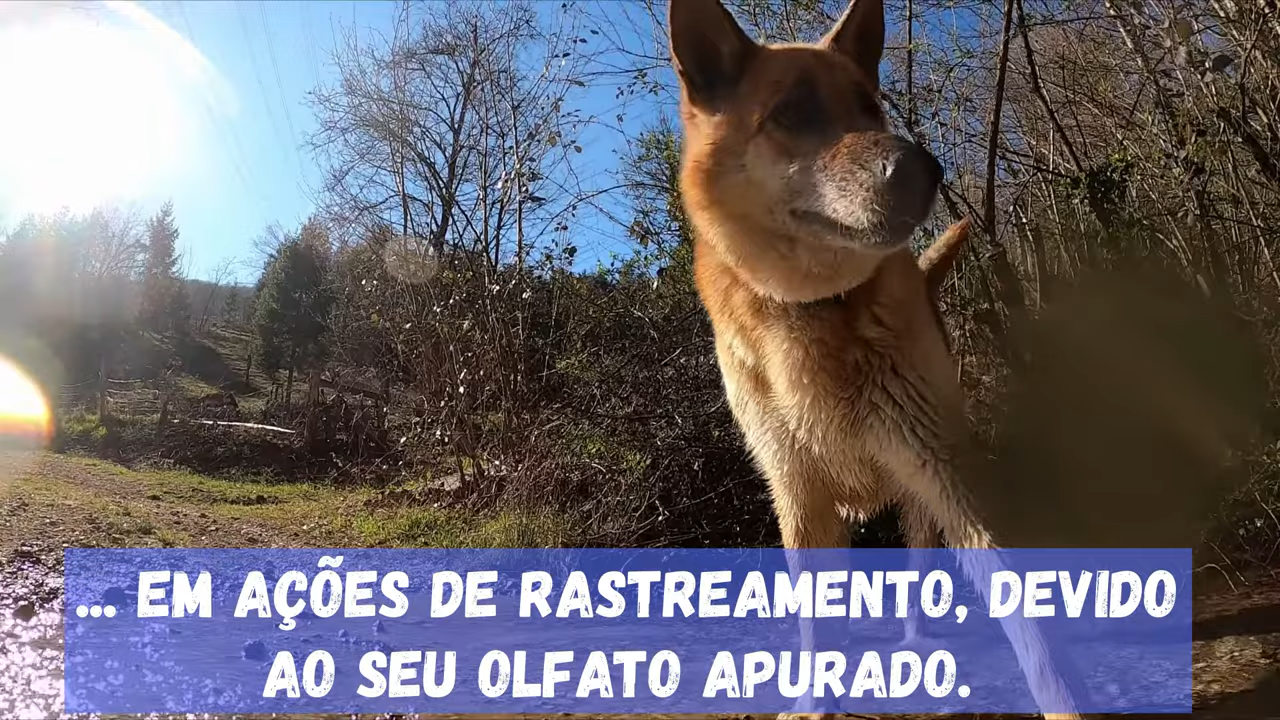 ... EM AÇÕES DE RASTREAMENTO, DEVIDO
AO SEU OLFATO APURADO.